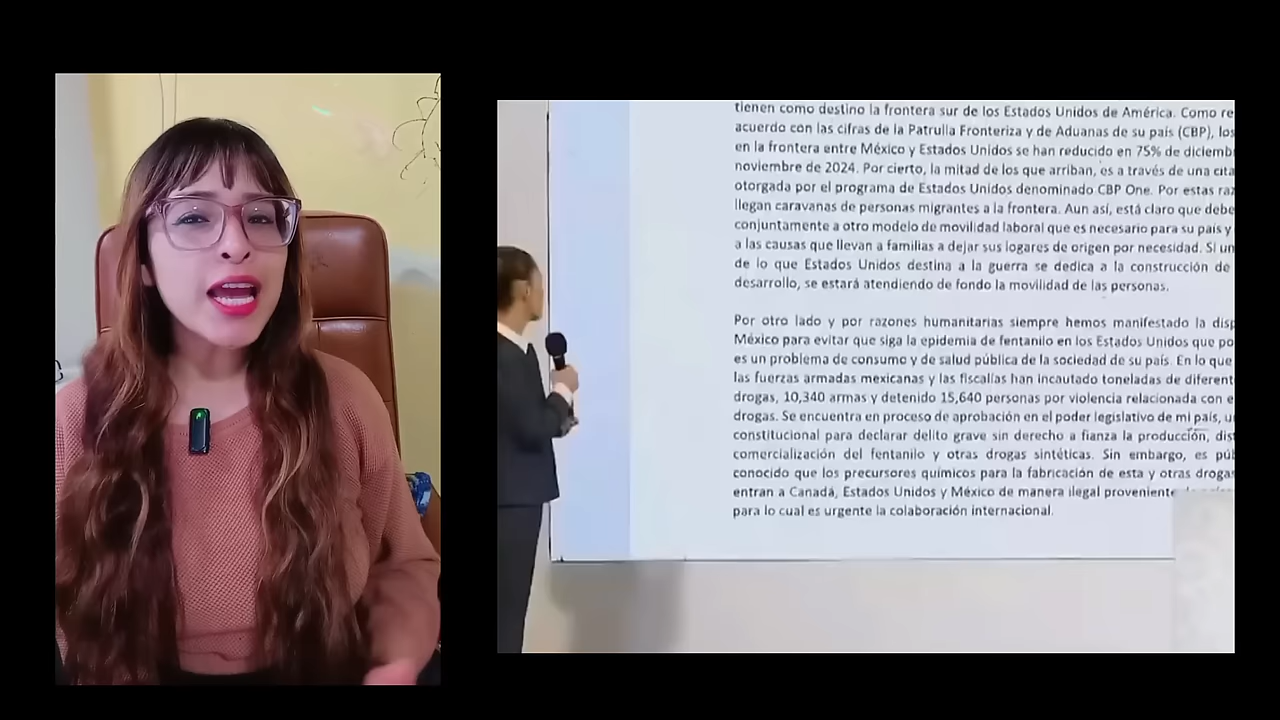 tienen como destino la frontera sur de los Estados Unidos de América. Como re
acuerdo con las cifras de la Patrulla Fronteriza y de Aduanas de su país (CBP), los
en la frontera entre México y Estados Unidos se han reducido en 75% de diciemb
noviembre de 2024. Por cierto, la mitad de los que arriban, es a través de una cita
otorgada por el programa de Estados Unidos denominado CBP One. Por estas raz
llegan caravanas de personas migrantes a la frontera. Aun así, está claro que debe
conjuntamente a otro modelo de movilidad laboral que es necesario para su país y
a las causas que llevan a familias a dejar sus logares de origen por necesidad. Si un
de lo que Estados Unidos destina a la guerra se dedica a la construcción de
desarrollo, se estará atendiendo de fondo la movilidad de las personas.
Por otro lado y por razones humanitarias siempre hemos manifestado la disp
México para evitar que siga la epidemia de fentanilo en los Estados Unidos que po
es un problema de consumo y de salud pública de la sociedad de su país. En lo que
las fuerzas armadas mexicanas y las fiscalías han incautado toneladas de diferent
drogas, 10,340 armas y detenido 15,640 personas por violencia relacionada con e
drogas. Se encuentra en proceso de aprobación en el poder legislativo de mi país, u
constitucional para declarar delito grave sin derecho a fianza la producción, dis
comercialización del fentanilo y otras drogas sintéticas. Sin embargo, es púb
conocido que los precursores químicos para la fabricación de esta y otras droga
entran a Canadá, Estados Unidos y México de manera ilegal proveniente
para lo cual es urgente la colaboración internacional.